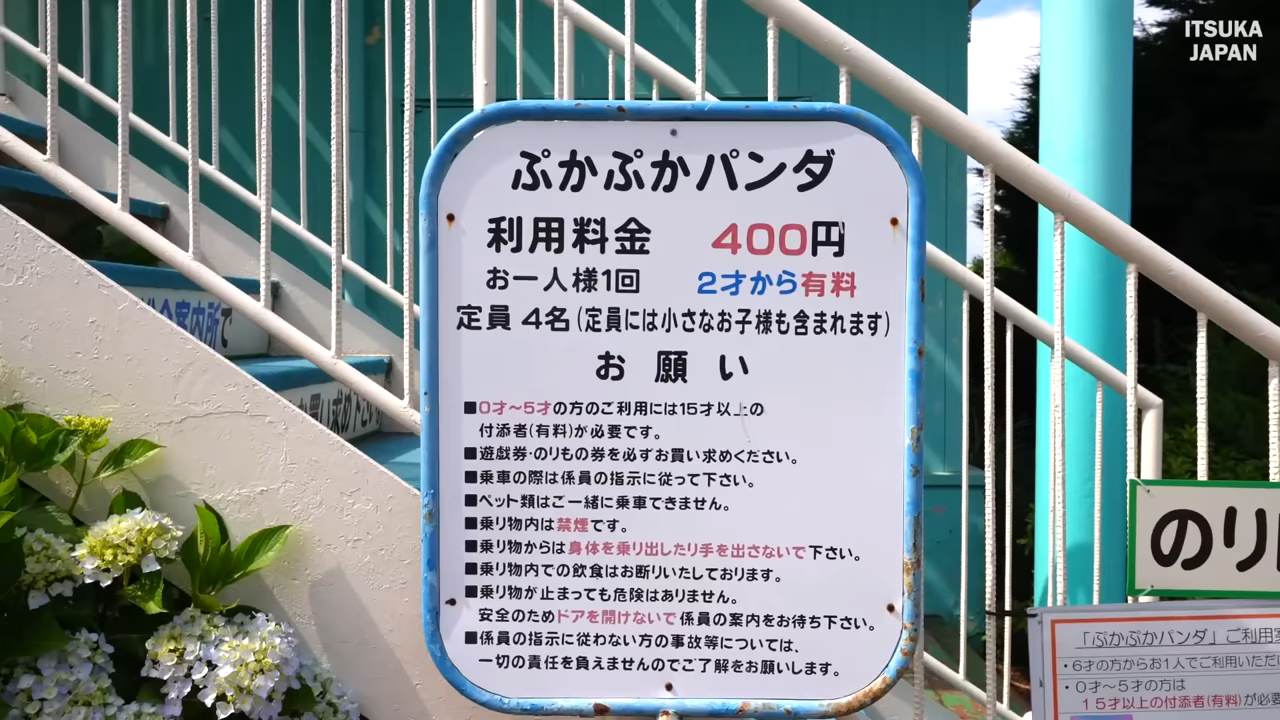 ITSUKA
JAPAN
ぷかぷかパンダ
利用料金 400円
お一人様1回 2才から有料
定員 4名(定員には小さなお子様も含まれます)
お願い
■0才～5才の方のご利用には15才以上の
付添者(有料)が必要です。
■遊戯券・のりもの券を必ずお買い求めください。
■乗車の際は係員の指示に従って下さい。
■ペット類はご一緒に乗車できません。
■乗り物内は禁煙です。
■乗り物からは身体を乗り出したり手を出さないで下さい。
■乗り物内での飲食はお断りいたしております。
■乗り物が止まっても危険はありません。
安全のためドアを開けないで係員の案内をお待ち下さい。
■係員の指示に従わない方の事故等については、
一切の責任を負えませんのでご了解をお願いします。
案内所で
買い求め下さい
のり
「ぷかぷかパンダ」ご利用
・6才の方からお1人でご利用いただ
・0才～5才の方は
15才以上の付添者(有料)が必要